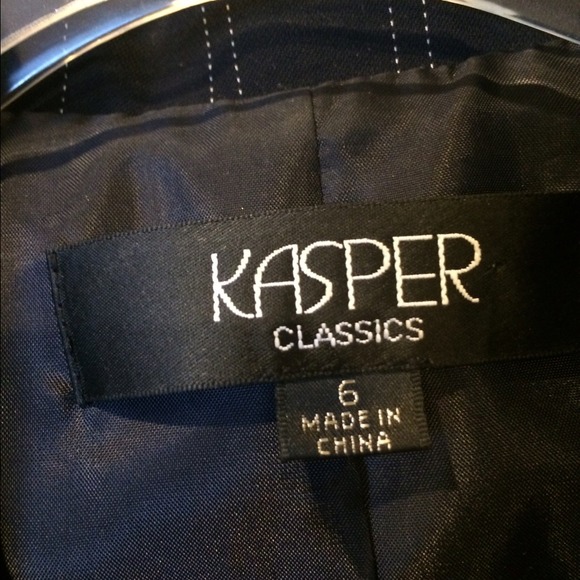 KASPER
CLASSICS
6
MADE IN
CHINA